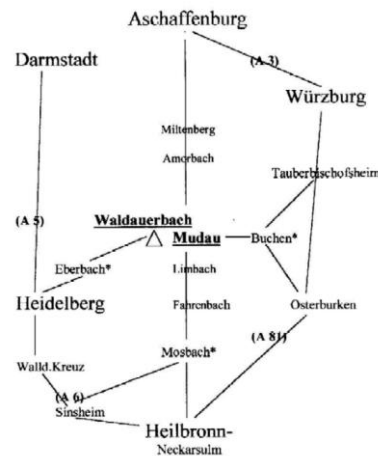 Aschaffenburg
(A 3)
Darmstadt
Würzburg
Miltenberg
Amorbach
Tauberbischofsheim
(A 5)
Waldauerbach
Mudau
Buchen*
Eberbach*
Limbach
Heidelberg
Fahrenbach
Osterburken
(A 81)
Mosbach*
Walld.Kreuz
(A 6)
Sinsheim
Heilbronn-
Neckarsulm